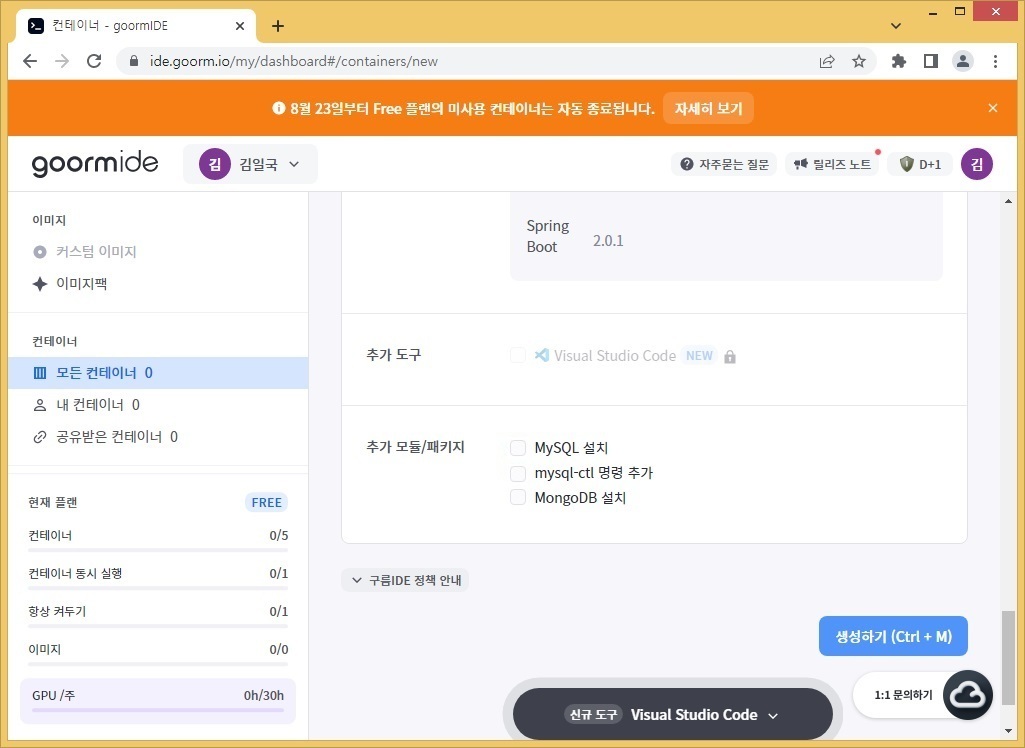 컨테이너 - goormIDE
ide.goorm.io/my/dashboard#/containers/new
8월 23일부터 Free 플랜의 미사용 컨테이너는 자동 종료됩니다. 자세히 보기
goormide 김 김일국 자주묻는 질문 릴리즈 노트 D+1 김
이미지
커스텀 이미지
이미지팩
컨테이너
모든 컨테이너 0
내 컨테이너 0
공유받은 컨테이너 0
현재 플랜 FREE
컨테이너 0/5
컨테이너 동시 실행 0/1
항상 켜두기 0/1
이미지 0/0
GPU /주 0h/30h
Spring
Boot 2.0.1
추가 도구 Visual Studio Code NEW
추가 모듈/패키지 MySQL 설치
mysql-ctl 명령 추가
MongoDB 설치
구름IDE 정책 안내
생성하기 (Ctrl + M)
1:1 문의하기
신규 도구 Visual Studio Code